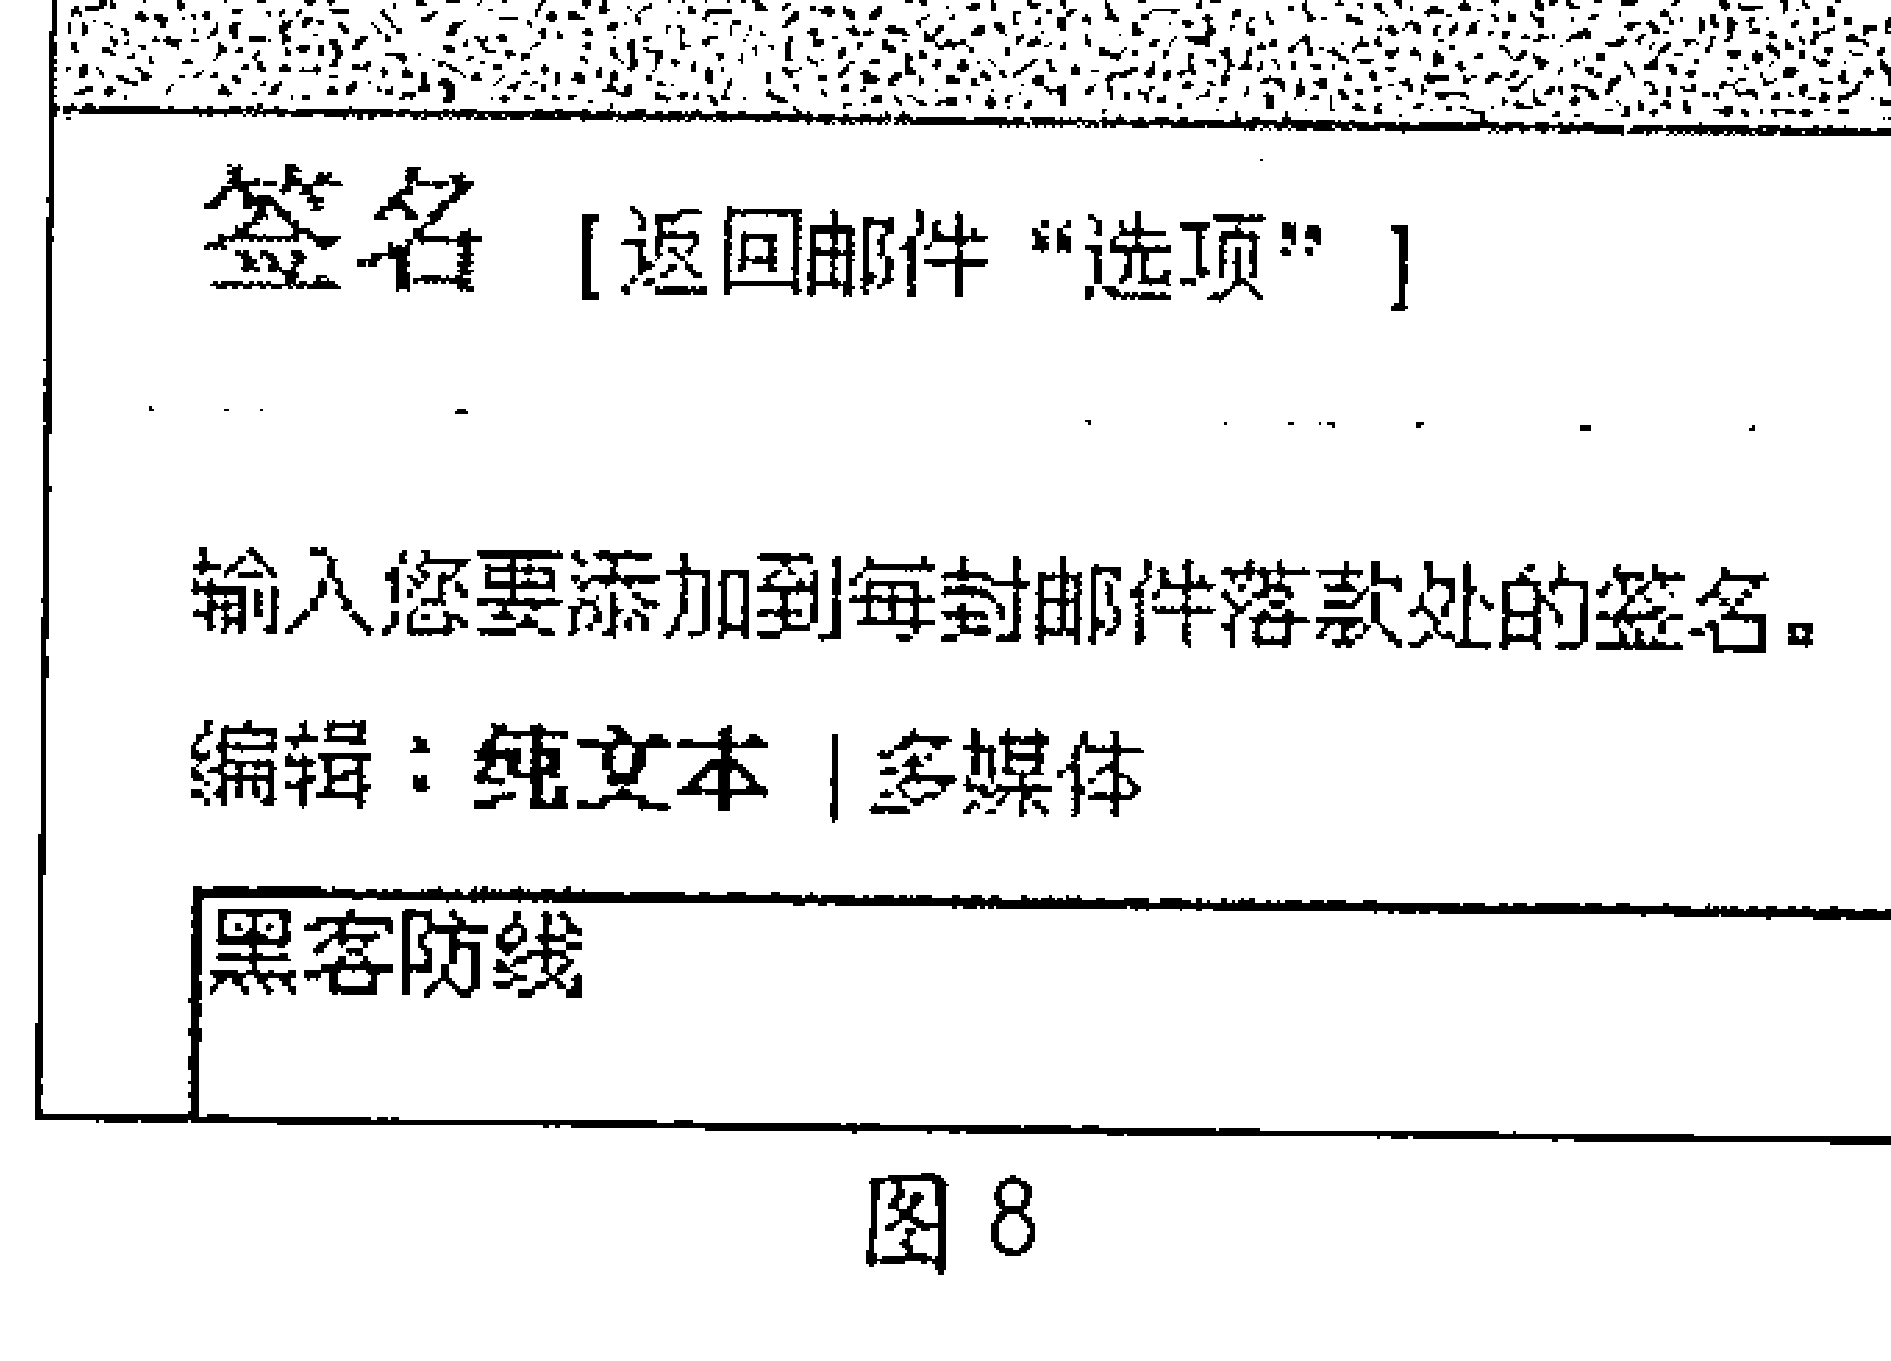 签名 [返回邮件“选项”]
输入您要添加到每封邮件落款处的签名。
编辑：纯文本 | 多媒体
黑客防线
图 8